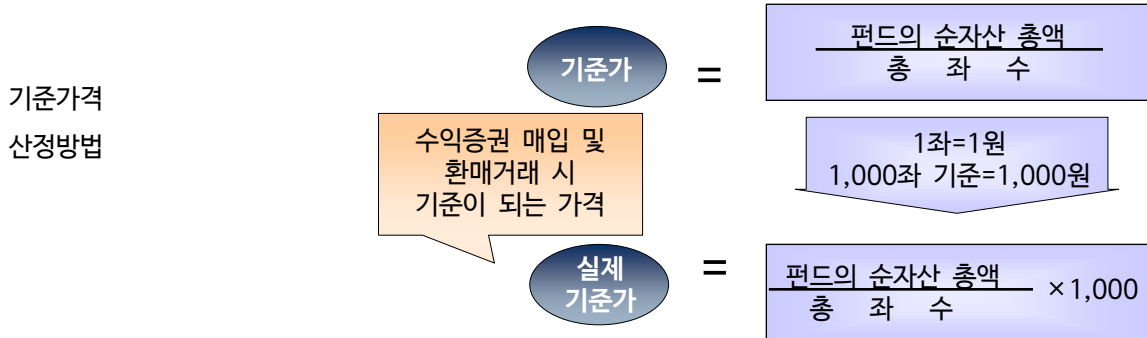 기준가격
산정방법
기준가
=
펀드의 순자산 총액
총 좌 수
수익증권 매입 및
환매거래 시
기준이 되는 가격
1좌=1원
1,000좌 기준=1,000원
실제
기준가
=
펀드의 순자산 총액
총 좌 수
×1,000